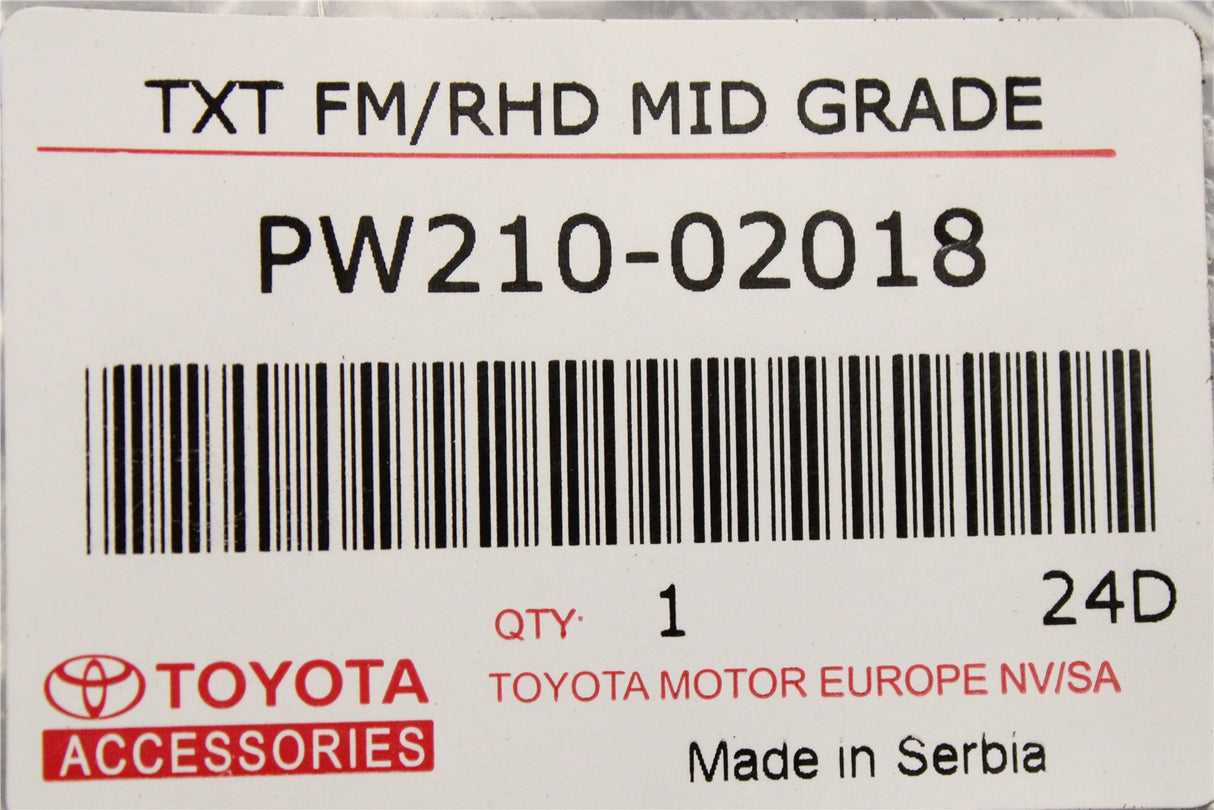 TXT FM/RHD MID GRADE
PW210-02018
QTY. 1 24D
TOYOTA TOYOTA MOTOR EUROPE NV/SA
ACCESSORIES Made in Serbia